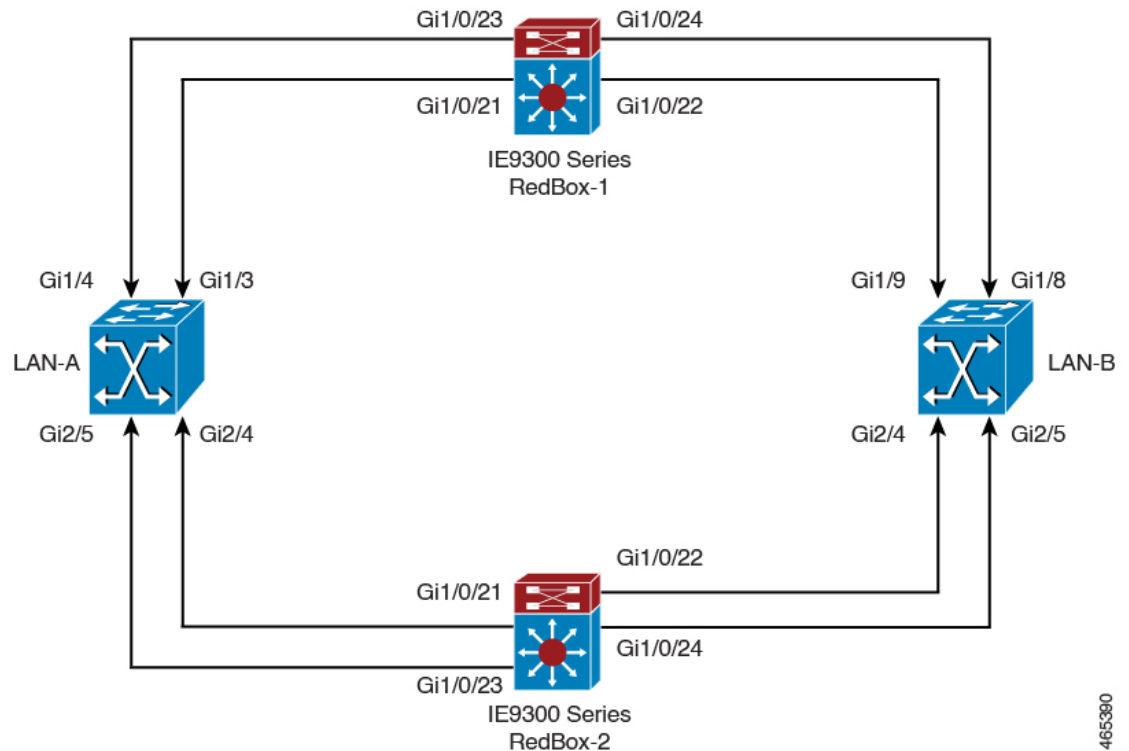 Gi1/0/23
Gi1/0/24
Gi1/0/21
Gi1/0/22
IE9300 Series
RedBox-1
Gi1/4
Gi1/3
Gi1/9
Gi1/8
LAN-A
LAN-B
Gi2/5
Gi2/4
Gi2/4
Gi2/5
Gi1/0/22
Gi1/0/21
Gi1/0/24
Gi1/0/23
IE9300 Series
RedBox-2
465390